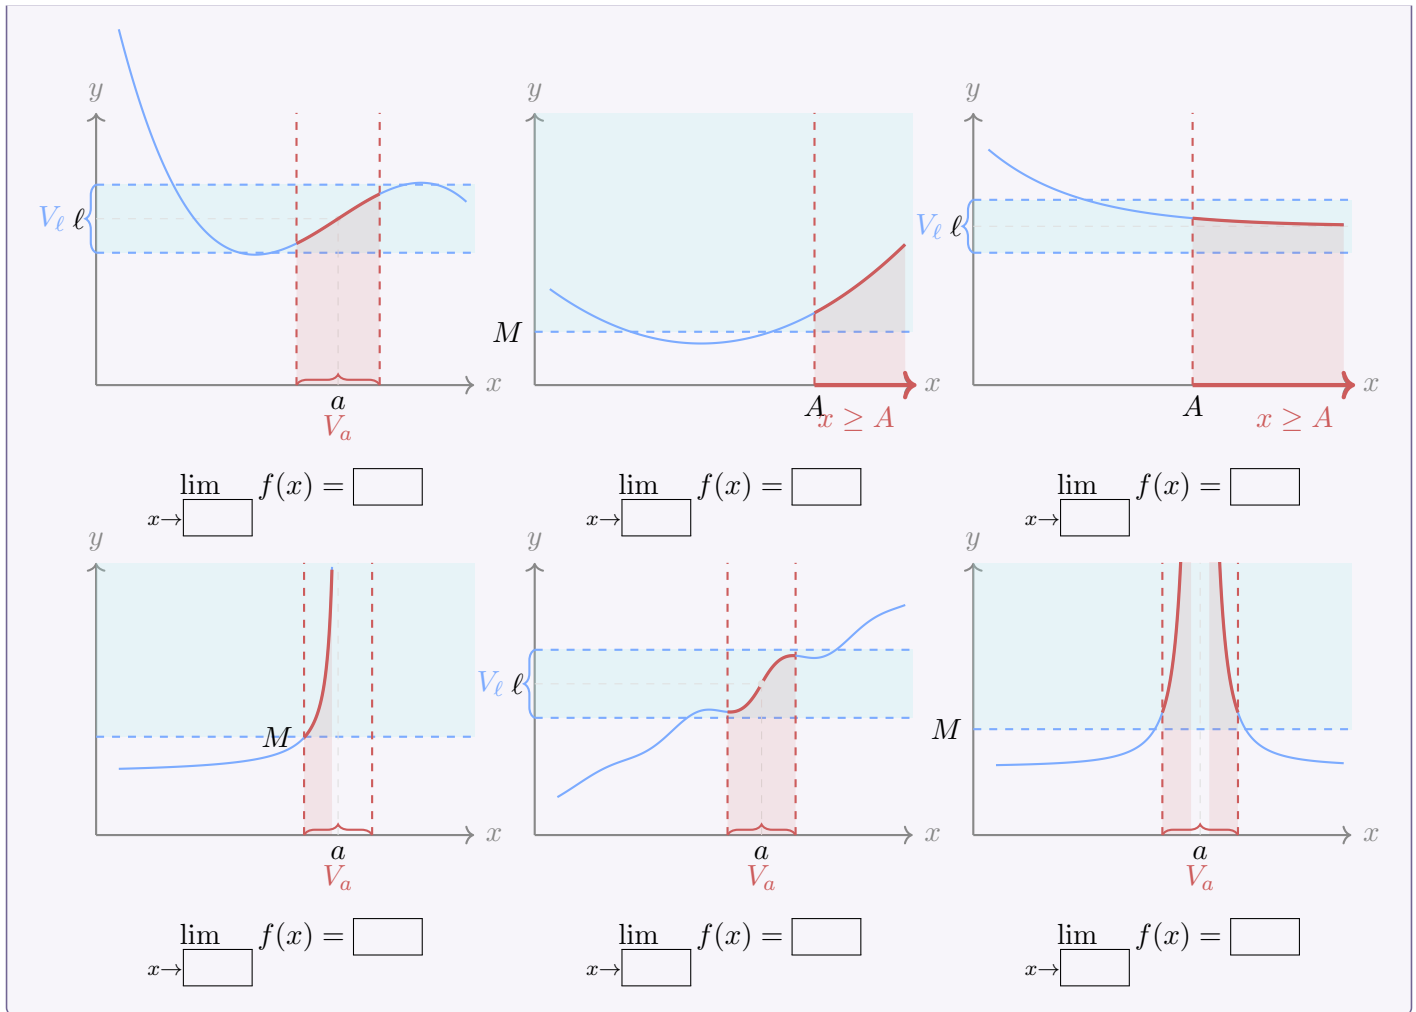 y y y
V_ℓ ℓ M V_ℓ ℓ
x x x
a A A
V_a x ≥ A x ≥ A
lim f(x) = lim f(x) = lim f(x) =
x→ x→ x→
y y y
V_ℓ ℓ
M M
x x x
a a a
V_a V_a V_a
lim f(x) = lim f(x) = lim f(x) =
x→ x→ x→